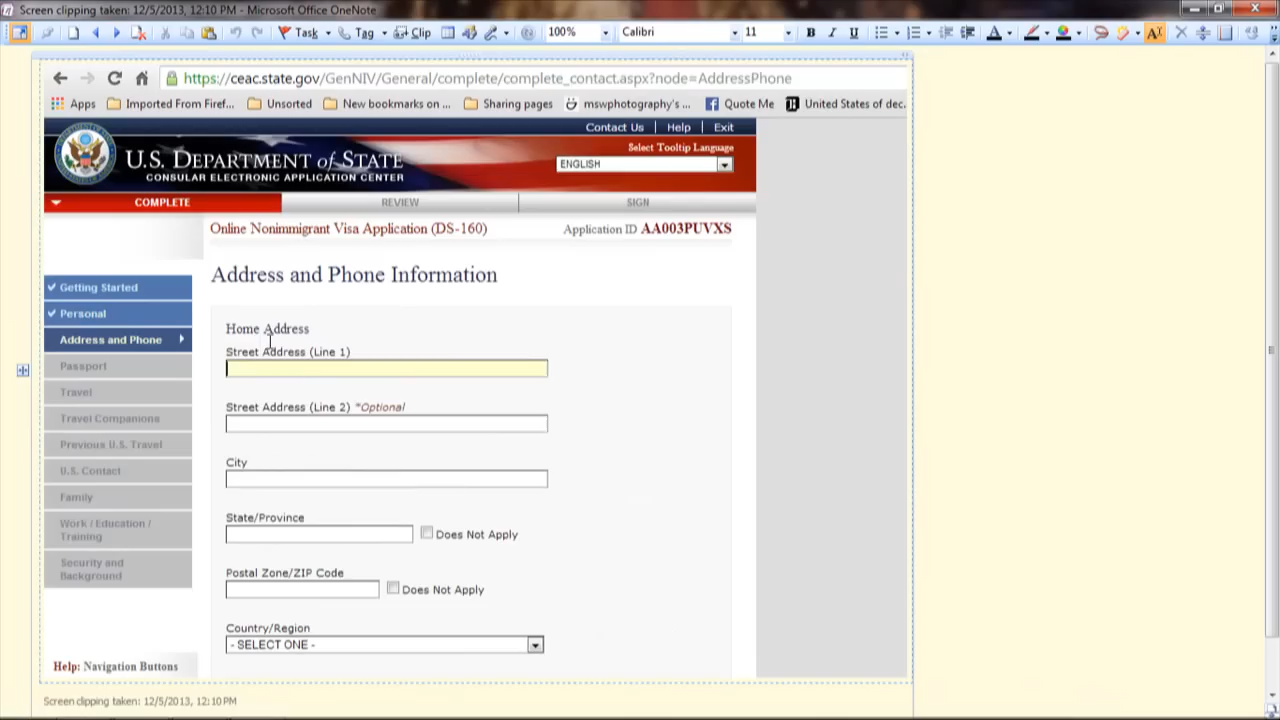 Screen clipping taken: 12/5/2013, 12:10 PM - Microsoft Office OneNote
Task Tag Clip 100% Calibri 11 B I U A A
https://ceac.state.gov/GenNIV/General/complete/complete_contact.aspx?node=AddressPhone
Apps Imported From Firef... Unsorted New bookmarks on ... Sharing pages mswphotography's ... Quote Me United States of dec.
Contact Us | Help | Exit
U.S. DEPARTMENT of STATE
CONSULAR ELECTRONIC APPLICATION CENTER
Select Tooltip Language
ENGLISH
COMPLETE REVIEW SIGN
Online Nonimmigrant Visa Application (DS-160) Application ID AA003PUVXS
Address and Phone Information
Getting Started
Personal
Address and Phone
Passport
Travel
Travel Companions
Previous U.S. Travel
U.S. Contact
Family
Work / Education /
Training
Security and
Background
Help: Navigation Buttons
Home Address
Street Address (Line 1)
Street Address (Line 2) *Optional
City
State/Province
Does Not Apply
Postal Zone/ZIP Code
Does Not Apply
Country/Region
- SELECT ONE -
Screen clipping taken: 12/5/2013, 12:10 PM